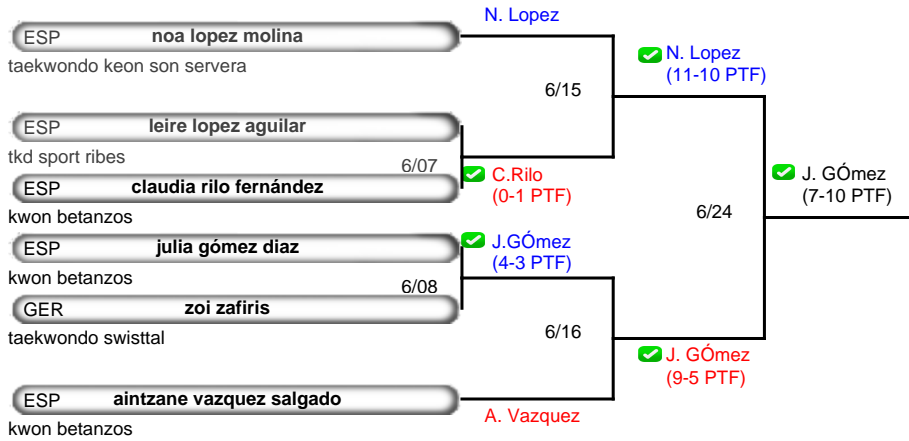 N. Lopez
ESP noa lopez molina
taekwondo keon son servera
N. Lopez
(11-10 PTF)
6/15
ESP leire lopez aguilar
tkd sport ribes
6/07
C.Rilo
(0-1 PTF)
ESP claudia rilo fernández
kwon betanzos
J. GÓmez
(7-10 PTF)
6/24
ESP julia gómez diaz
kwon betanzos
J.GÓmez
(4-3 PTF)
6/08
GER zoi zafiris
taekwondo swisttal
6/16
J. GÓmez
(9-5 PTF)
ESP aintzane vazquez salgado
kwon betanzos
A. Vazquez